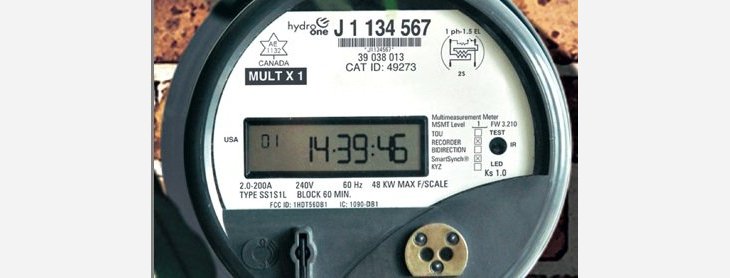 hydro one
J 1 134 567
*J1134567*
39 038 013
CAT ID: 49273
AE
1132
CANADA
MULT X 1
1 ph-1.5 EL
2S
USA
01 14:39:46
Multimeasurement Meter
MSMT Level 1 FW 3.210
TOU
RECORDER
BIDIRECTION
SmartSynch®
KYZ
TEST
IR
LED
Ks 1.0
2.0-200A 240V 60 Hz 48 KW MAX F/SCALE
TYPE SS1S1L BLOCK 60 MIN.
FCC ID: 1HDT56DB1 IC: 1090-DB1